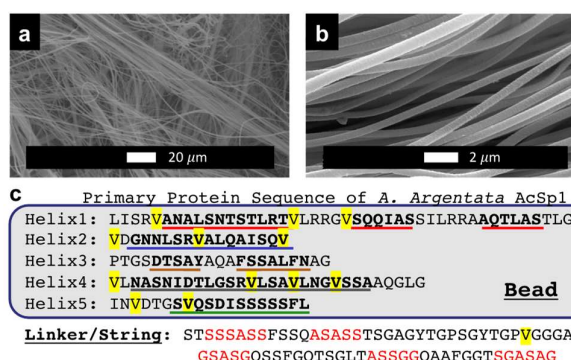 a
b
20 μm
2 μm
c Primary Protein Sequence of A. Argentata AcSp1
Helix1: LISRVANALSNTSTLRTVLRRGVSQQIASSILRRAAQTLASTLG
Helix2: VDGNNLSRVALQAISQV
Helix3: PTGSDTSAYAQAFSSALFNAG
Helix4: VLNASNIDTLGSRVLSAVLNGVSSAAQGLG
Helix5: INVDTGSVQSDISSSSSFL
Bead
Linker/String: STSSSASSFSSQASASSTSGAGYTGPSGYTGPVGGGA
GSASGQSSFGQTSGLTASSGGQAAFGGTSGASAG